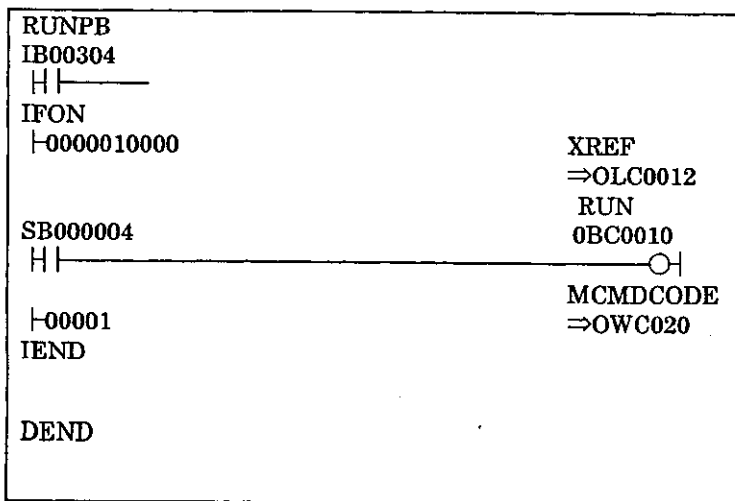 RUNPB
IB00304
IFON
├0000010000
XREF
⇒OLC0012
RUN
SB000004
0BC0010
MCMDCODE
├00001
⇒OWC020
IEND
DEND